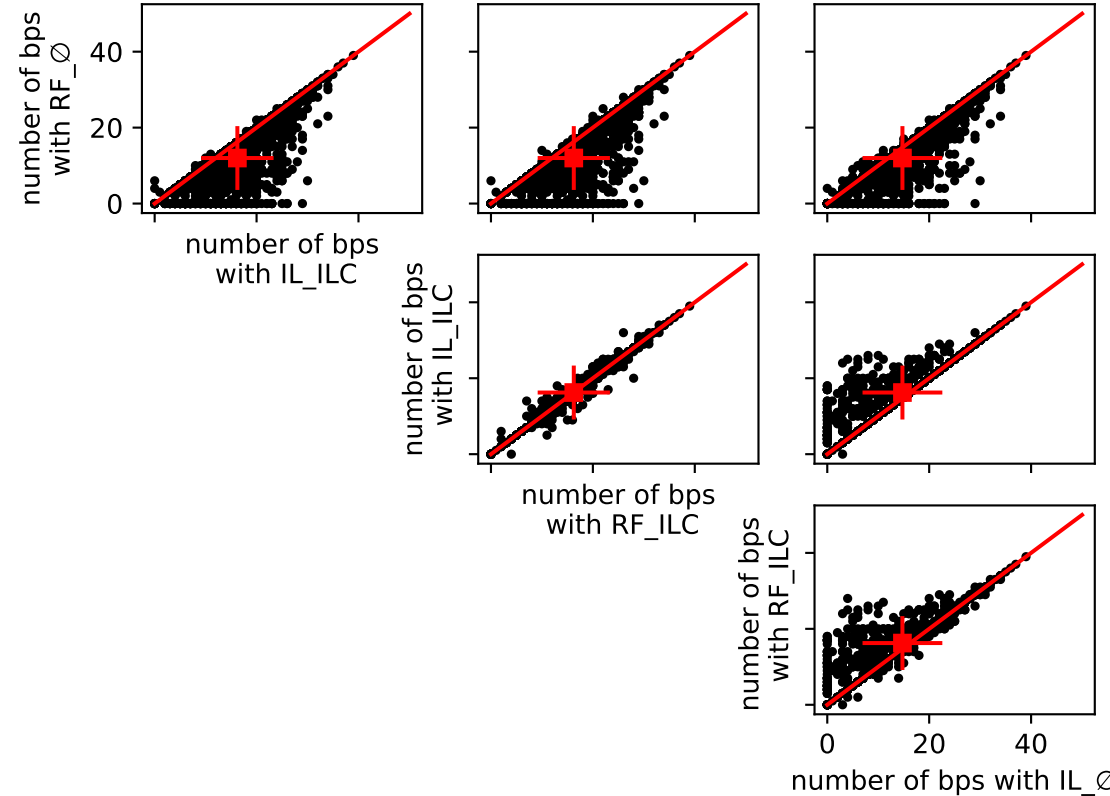 number of bps
with RF_∅
40
20
0
number of bps
with IL_ILC
number of bps
with IL_ILC
number of bps
with RF_ILC
number of bps
with RF_ILC
0 20 40
number of bps with IL_∅